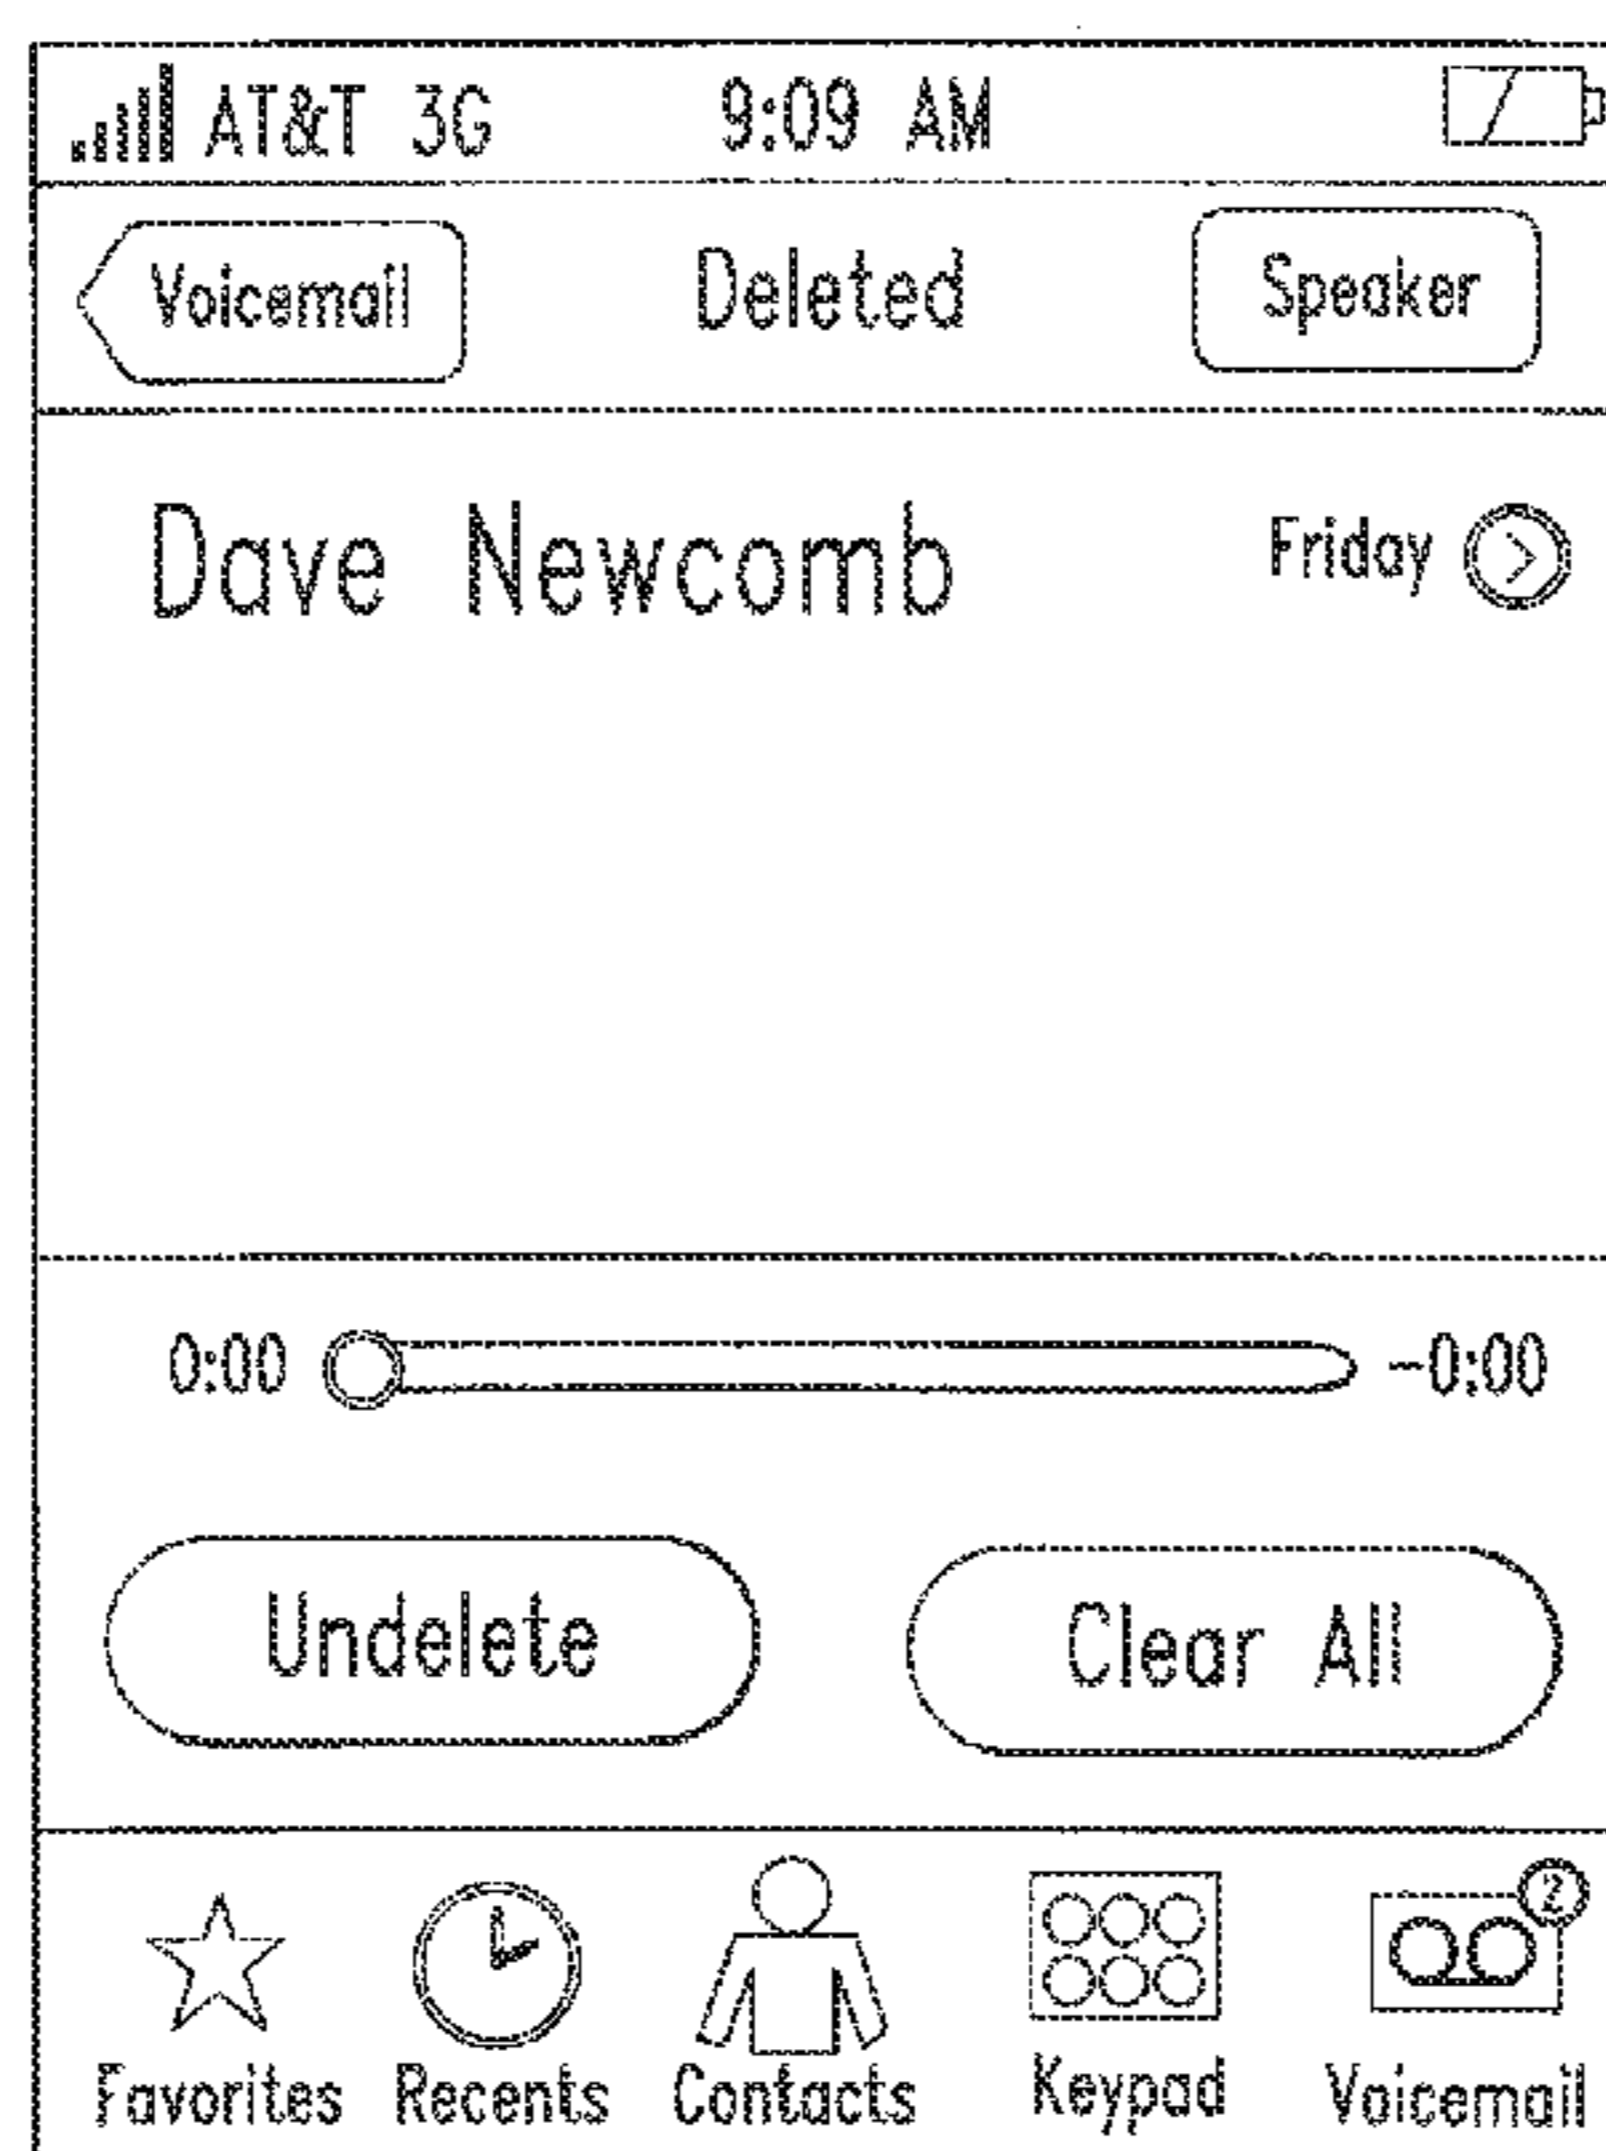 AT&T 3G 9:09 AM
Voicemail Deleted Speaker
Dave Newcomb Friday
0:00 -0:00
Undelete Clear All
2
Favorites Recents Contacts Keypad Voicemail